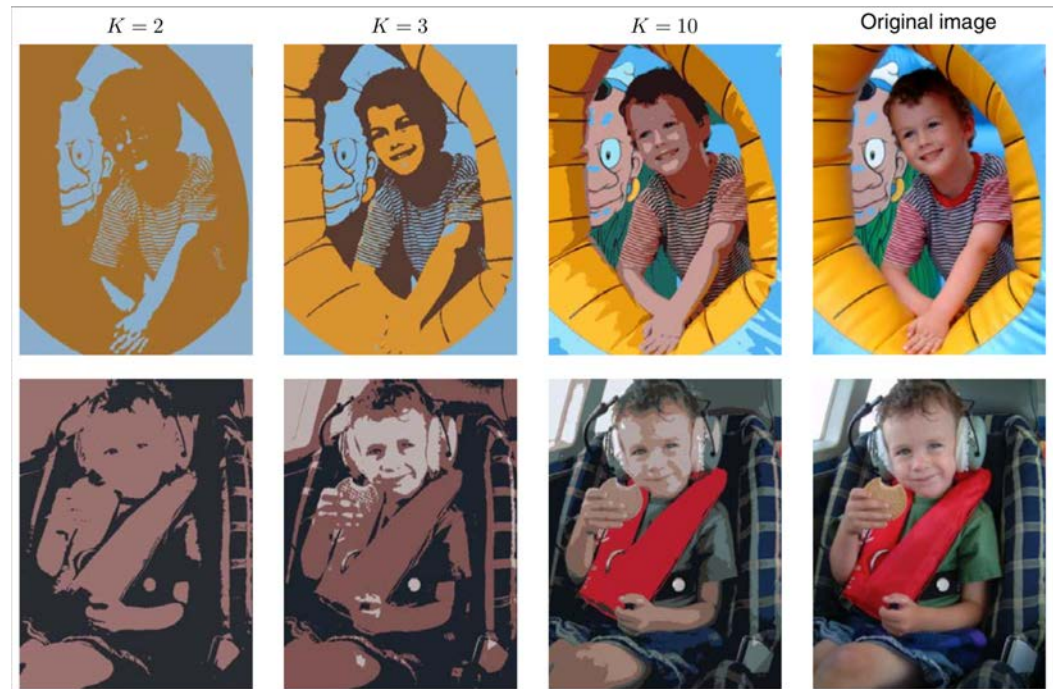 K = 2
K = 3
K = 10
Original image